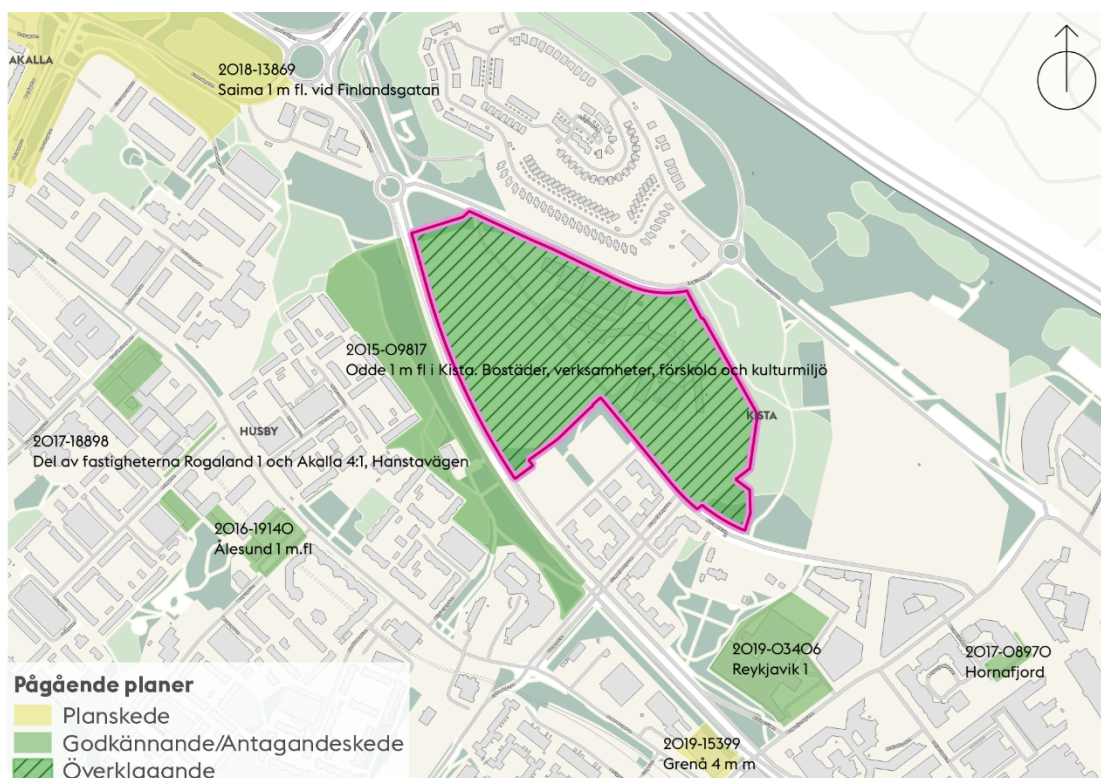 AKALLA
2018-13869
Saima 1 m fl. vid Finlandsgatan
2015-09817
Odde 1 m fl i Kista. Bostäder, verksamheter, förskola och kulturmiljö
KISTA
HUSBY
2017-18898
Del av fastigheterna Rogaland 1 och Akalla 4:1, Hanstavägen
2016-19140
Ålesund 1 m.fl
2019-03406
Reykjavik 1
2017-08970
Hornafjord
2019-15399
Grenå 4 m m
Pågående planer
Planskede
Godkännande/Antagandeskede
Överklagande